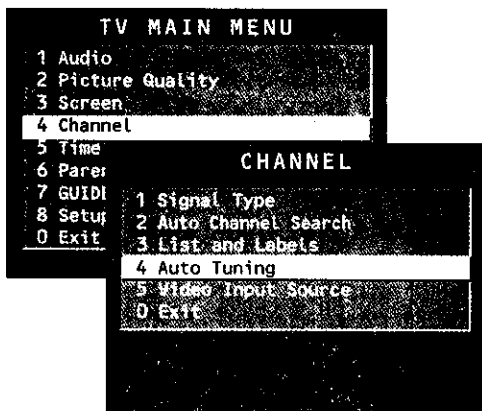 TV MAIN MENU
1 Audio
2 Picture Quality
3 Screen
4 Channel
5 Time
6
7
8
0 Exit
CHANNEL
1 Signal Type
2 Auto Channel Search
3 List and Labels
4 Auto Tuning
5 Video Input Source
0 Exit